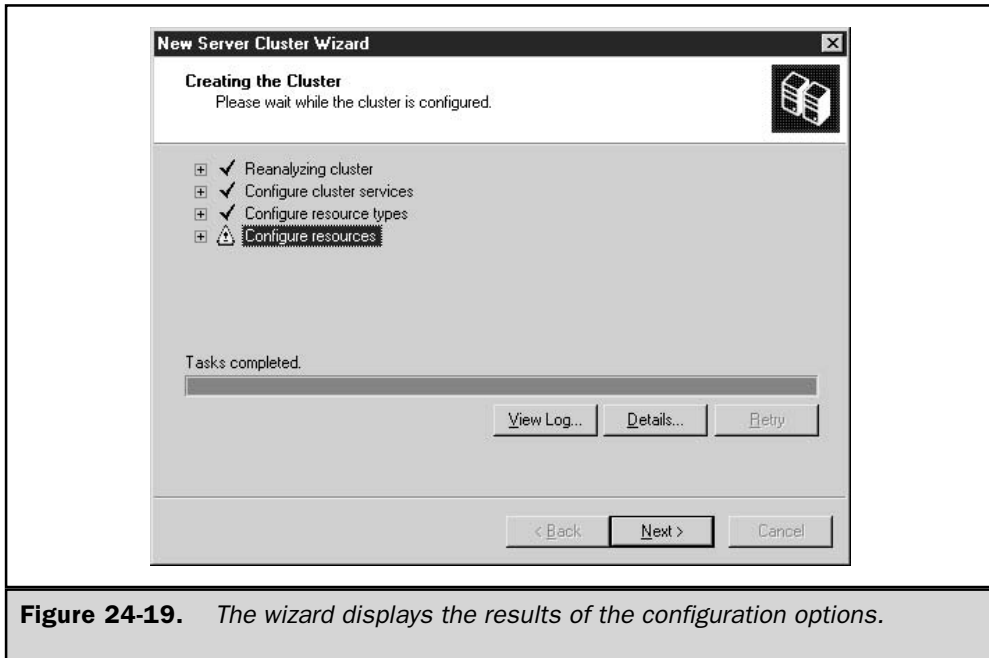 New Server Cluster Wizard
Creating the Cluster
Please wait while the cluster is configured.
Reanalyzing cluster
Configure cluster services
Configure resource types
Configure resources
Tasks completed.
View Log... Details... Retry
< Back Next > Cancel
Figure 24-19. The wizard displays the results of the configuration options.